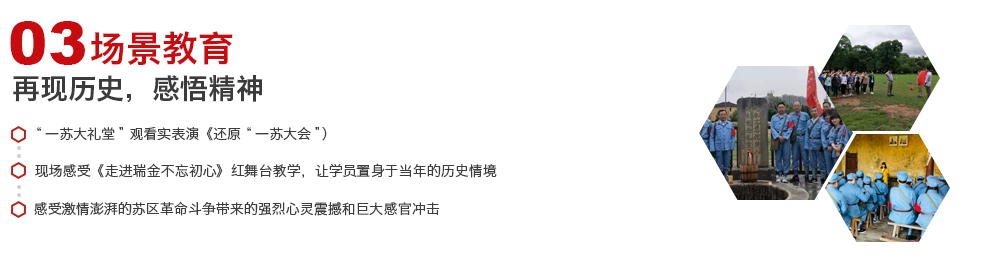 03场景教育
再现历史，感悟精神
“一苏大礼堂”观看实表演《还原“一苏大会”》
现场感受《走进瑞金不忘初心》红舞台教学，让学员置身于当年的历史情境
感受激情澎湃的苏区革命斗争带来的强烈心灵震撼和巨大感官冲击